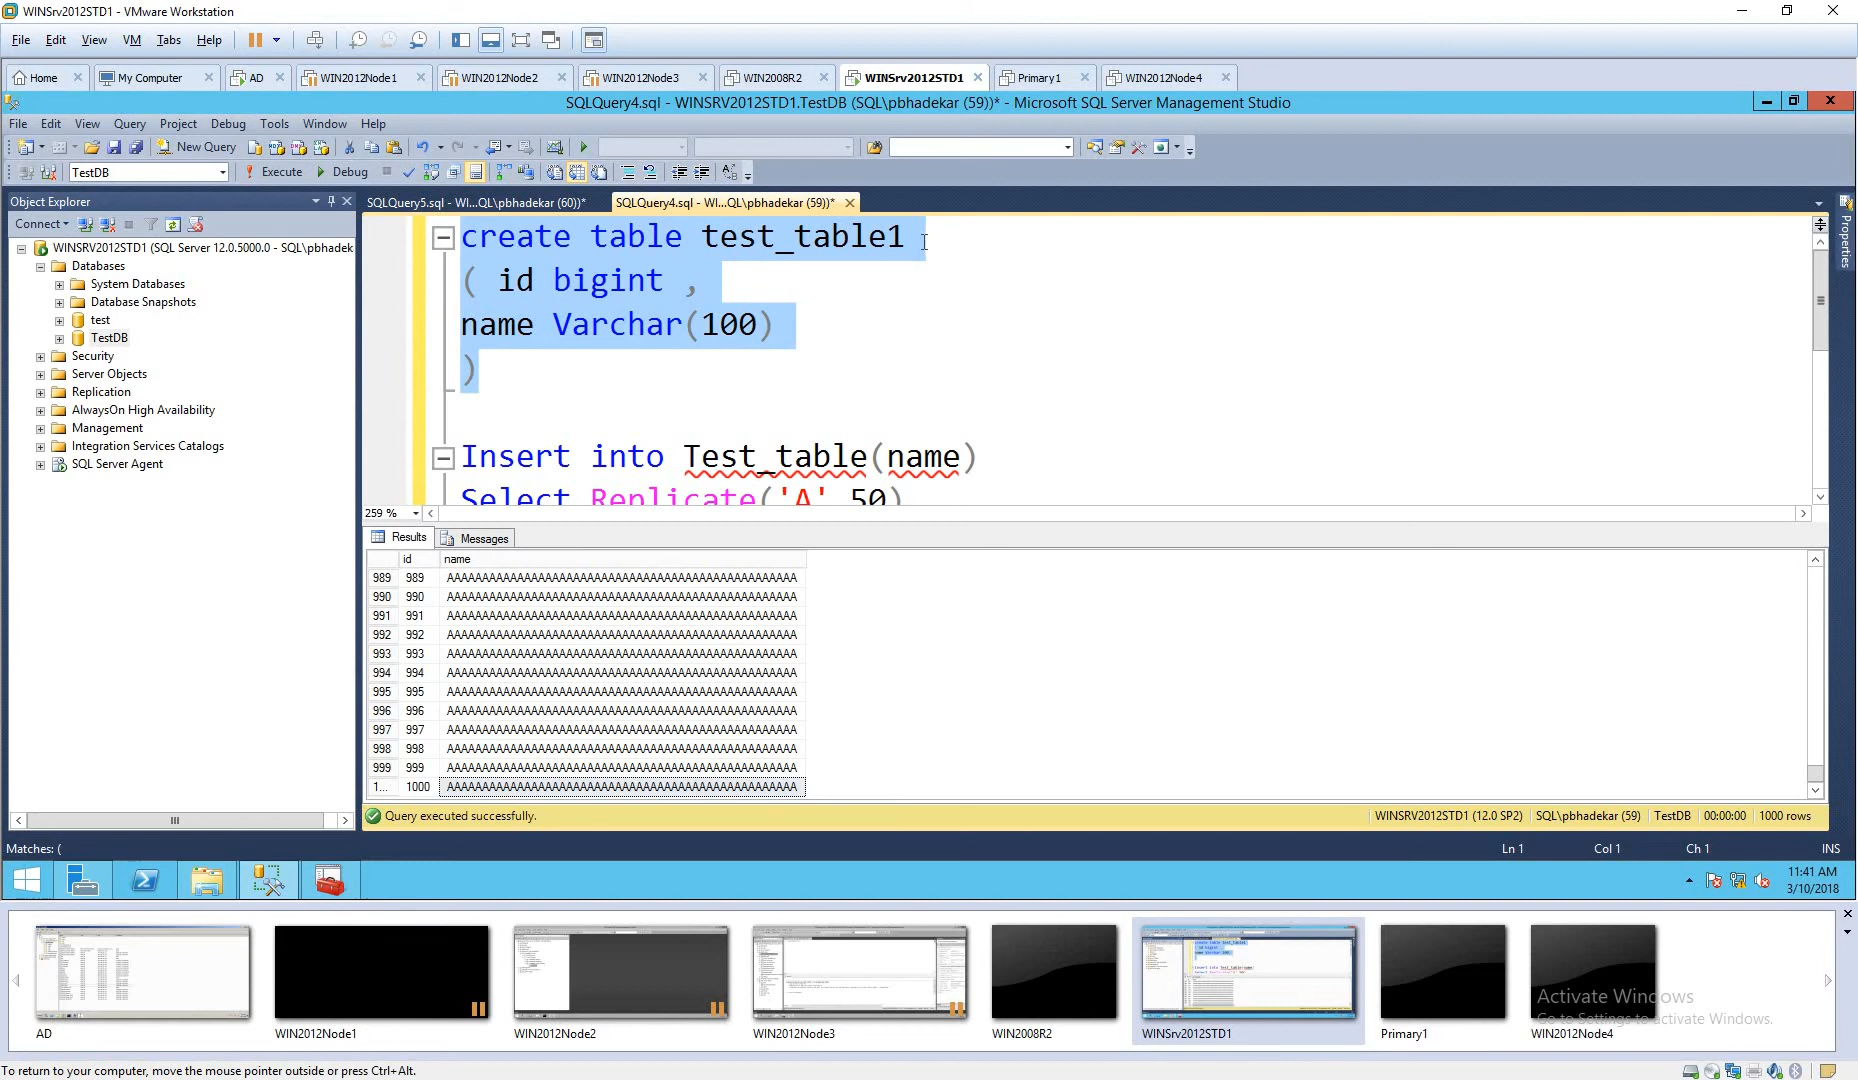 WINSrv2012STD1 - VMware Workstation
File Edit View VM Tabs Help
Home My Computer AD WIN2012Node1 WIN2012Node2 WIN2012Node3 WIN2008R2 WINSrv2012STD1 Primary1 WIN2012Node4
SQLQuery4.sql - WINSRV2012STD1.TestDB (SQL\pbhadekar (59))* - Microsoft SQL Server Management Studio
File Edit View Query Project Debug Tools Window Help
New Query
TestDB Execute Debug
Object Explorer
SQLQuery5.sql - WI...QL\pbhadekar (60))* SQLQuery4.sql - WI...QL\pbhadekar (59))*
Connect
WINSRV2012STD1 (SQL Server 12.0.5000.0 - SQL\pbhadek
Databases
System Databases
Database Snapshots
test
TestDB
Security
Server Objects
Replication
AlwaysOn High Availability
Management
Integration Services Catalogs
SQL Server Agent
create table test_table1
( id bigint ,
name Varchar(100)
)
Insert into Test_table(name)
Select Replicate('A' 50)
Properties
259 %
Results Messages
id name
989 989 AAAAAAAAAAAAAAAAAAAAAAAAAAAAAAAAAAAAAAAAAAAAAAAAAA
990 990 AAAAAAAAAAAAAAAAAAAAAAAAAAAAAAAAAAAAAAAAAAAAAAAAAA
991 991 AAAAAAAAAAAAAAAAAAAAAAAAAAAAAAAAAAAAAAAAAAAAAAAAAA
992 992 AAAAAAAAAAAAAAAAAAAAAAAAAAAAAAAAAAAAAAAAAAAAAAAAAA
993 993 AAAAAAAAAAAAAAAAAAAAAAAAAAAAAAAAAAAAAAAAAAAAAAAAAA
994 994 AAAAAAAAAAAAAAAAAAAAAAAAAAAAAAAAAAAAAAAAAAAAAAAAAA
995 995 AAAAAAAAAAAAAAAAAAAAAAAAAAAAAAAAAAAAAAAAAAAAAAAAAA
996 996 AAAAAAAAAAAAAAAAAAAAAAAAAAAAAAAAAAAAAAAAAAAAAAAAAA
997 997 AAAAAAAAAAAAAAAAAAAAAAAAAAAAAAAAAAAAAAAAAAAAAAAAAA
998 998 AAAAAAAAAAAAAAAAAAAAAAAAAAAAAAAAAAAAAAAAAAAAAAAAAA
999 999 AAAAAAAAAAAAAAAAAAAAAAAAAAAAAAAAAAAAAAAAAAAAAAAAAA
1... 1000 AAAAAAAAAAAAAAAAAAAAAAAAAAAAAAAAAAAAAAAAAAAAAAAAAA
Query executed successfully. WINSRV2012STD1 (12.0 SP2) SQL\pbhadekar (59) TestDB 00:00:00 1000 rows
Matches: ( Ln 1 Col 1 Ch 1 INS
11:41 AM
3/10/2018
Activate Windows
Go to Settings to activate Windows.
AD WIN2012Node1 WIN2012Node2 WIN2012Node3 WIN2008R2 WINSrv2012STD1 Primary1 WIN2012Node4
To return to your computer, move the mouse pointer outside or press Ctrl+Alt.